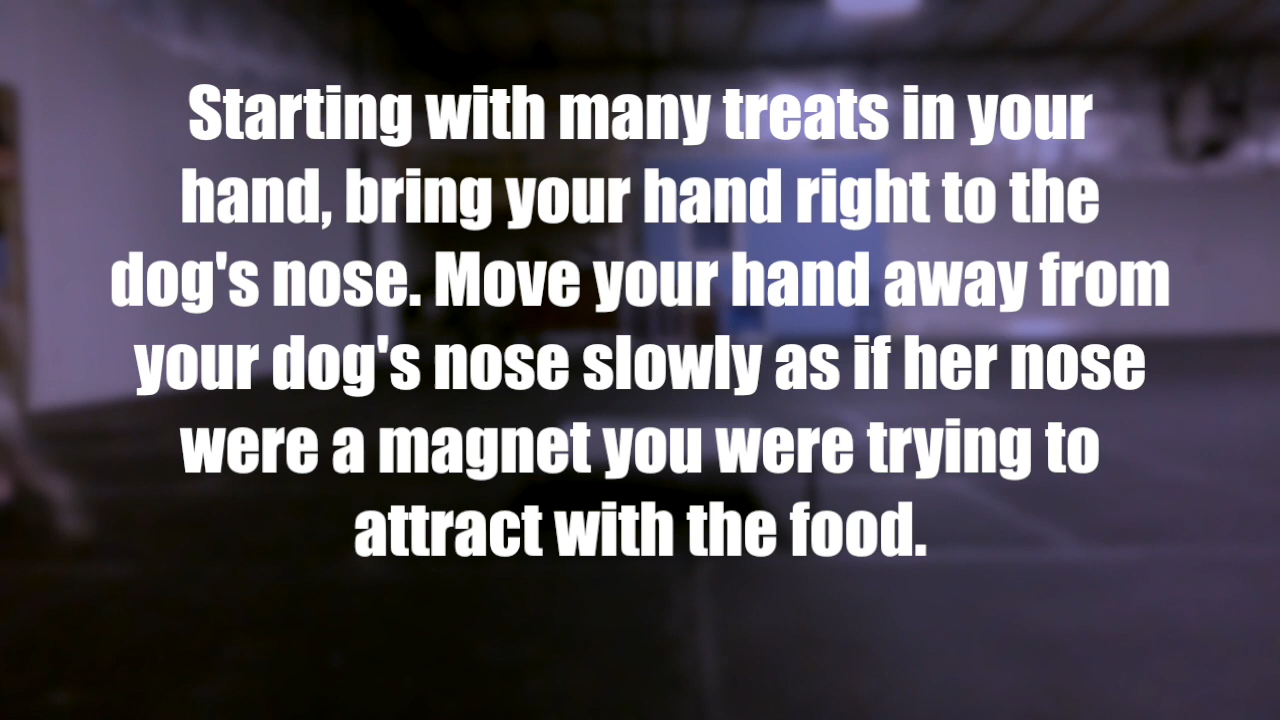 Starting with many treats in your
hand, bring your hand right to the
dog's nose. Move your hand away from
your dog's nose slowly as if her nose
were a magnet you were trying to
attract with the food.